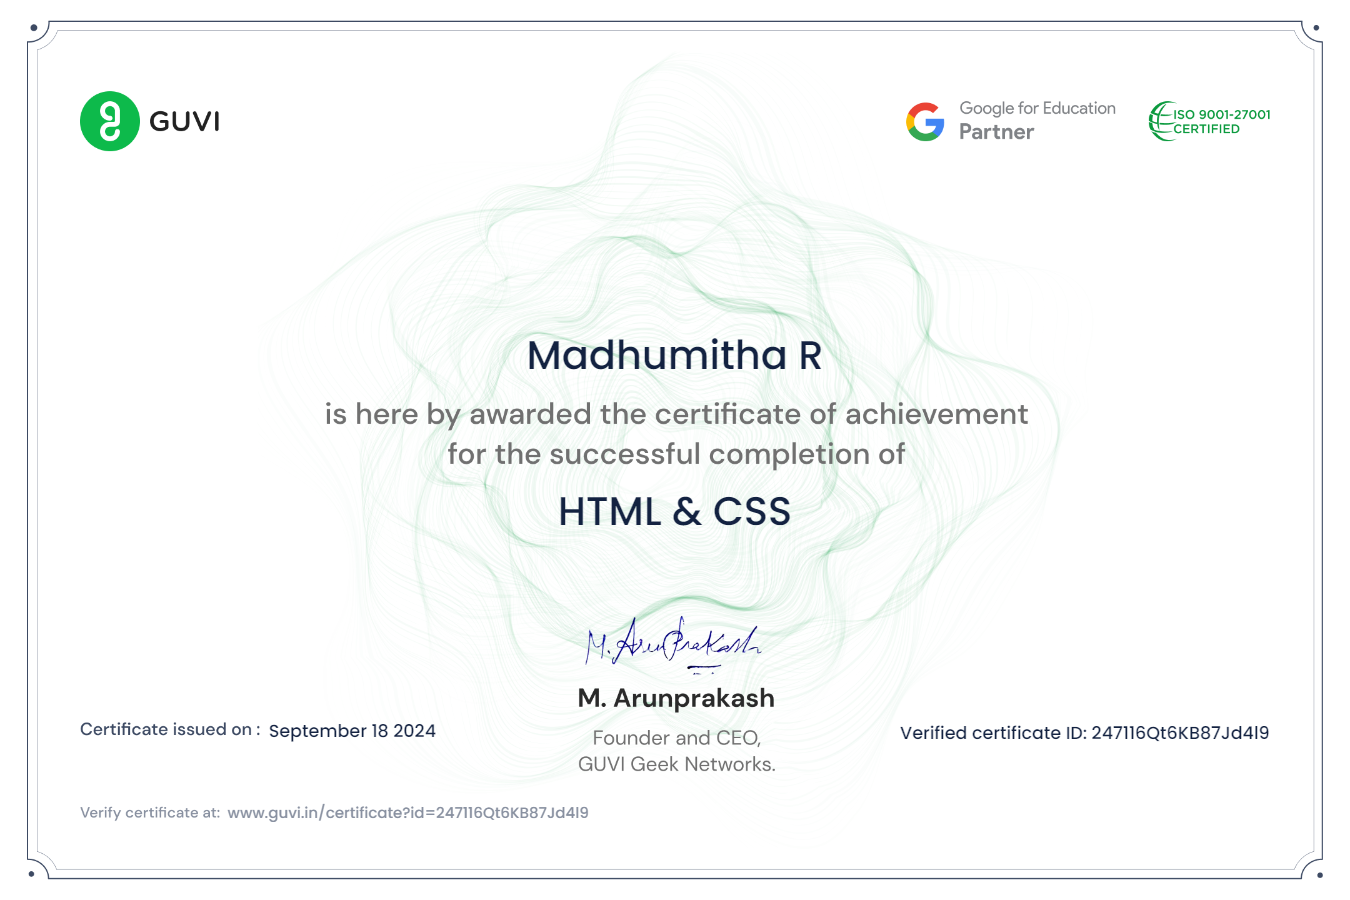 GUVI
Google for Education
Partner
ISO 9001-27001
CERTIFIED
Madhumitha R
is here by awarded the certificate of achievement
for the successful completion of
HTML & CSS
M. Arunprakash
M. Arunprakash
Founder and CEO,
GUVI Geek Networks.
Certificate issued on : September 18 2024
Verified certificate ID: 247116Qt6KB87Jd4l9
Verify certificate at: www.guvi.in/certificate?id=247116Qt6KB87Jd4l9